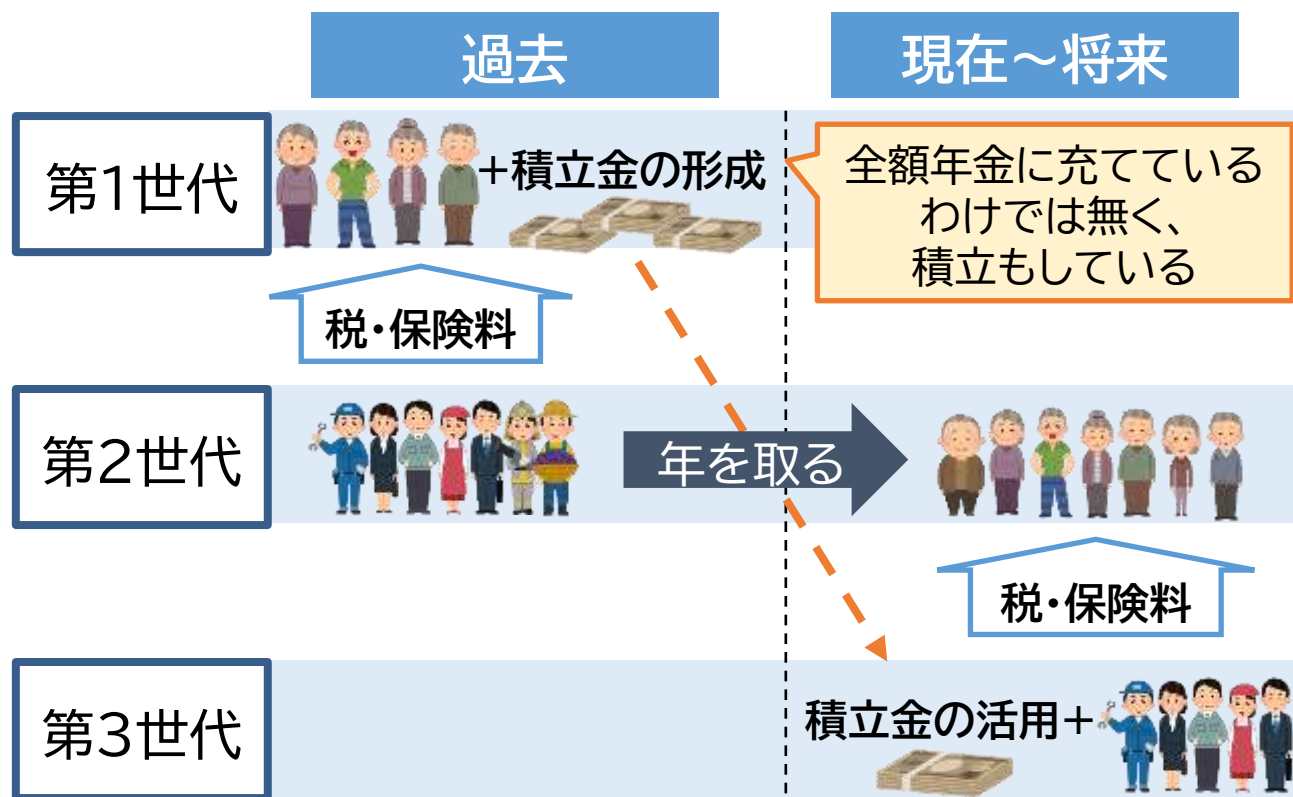 過去
現在～将来
第1世代
+積立金の形成
全額年金に充てている
わけでは無く、
積立もしている
税・保険料
第2世代
年を取る
税・保険料
第3世代
積立金の活用+